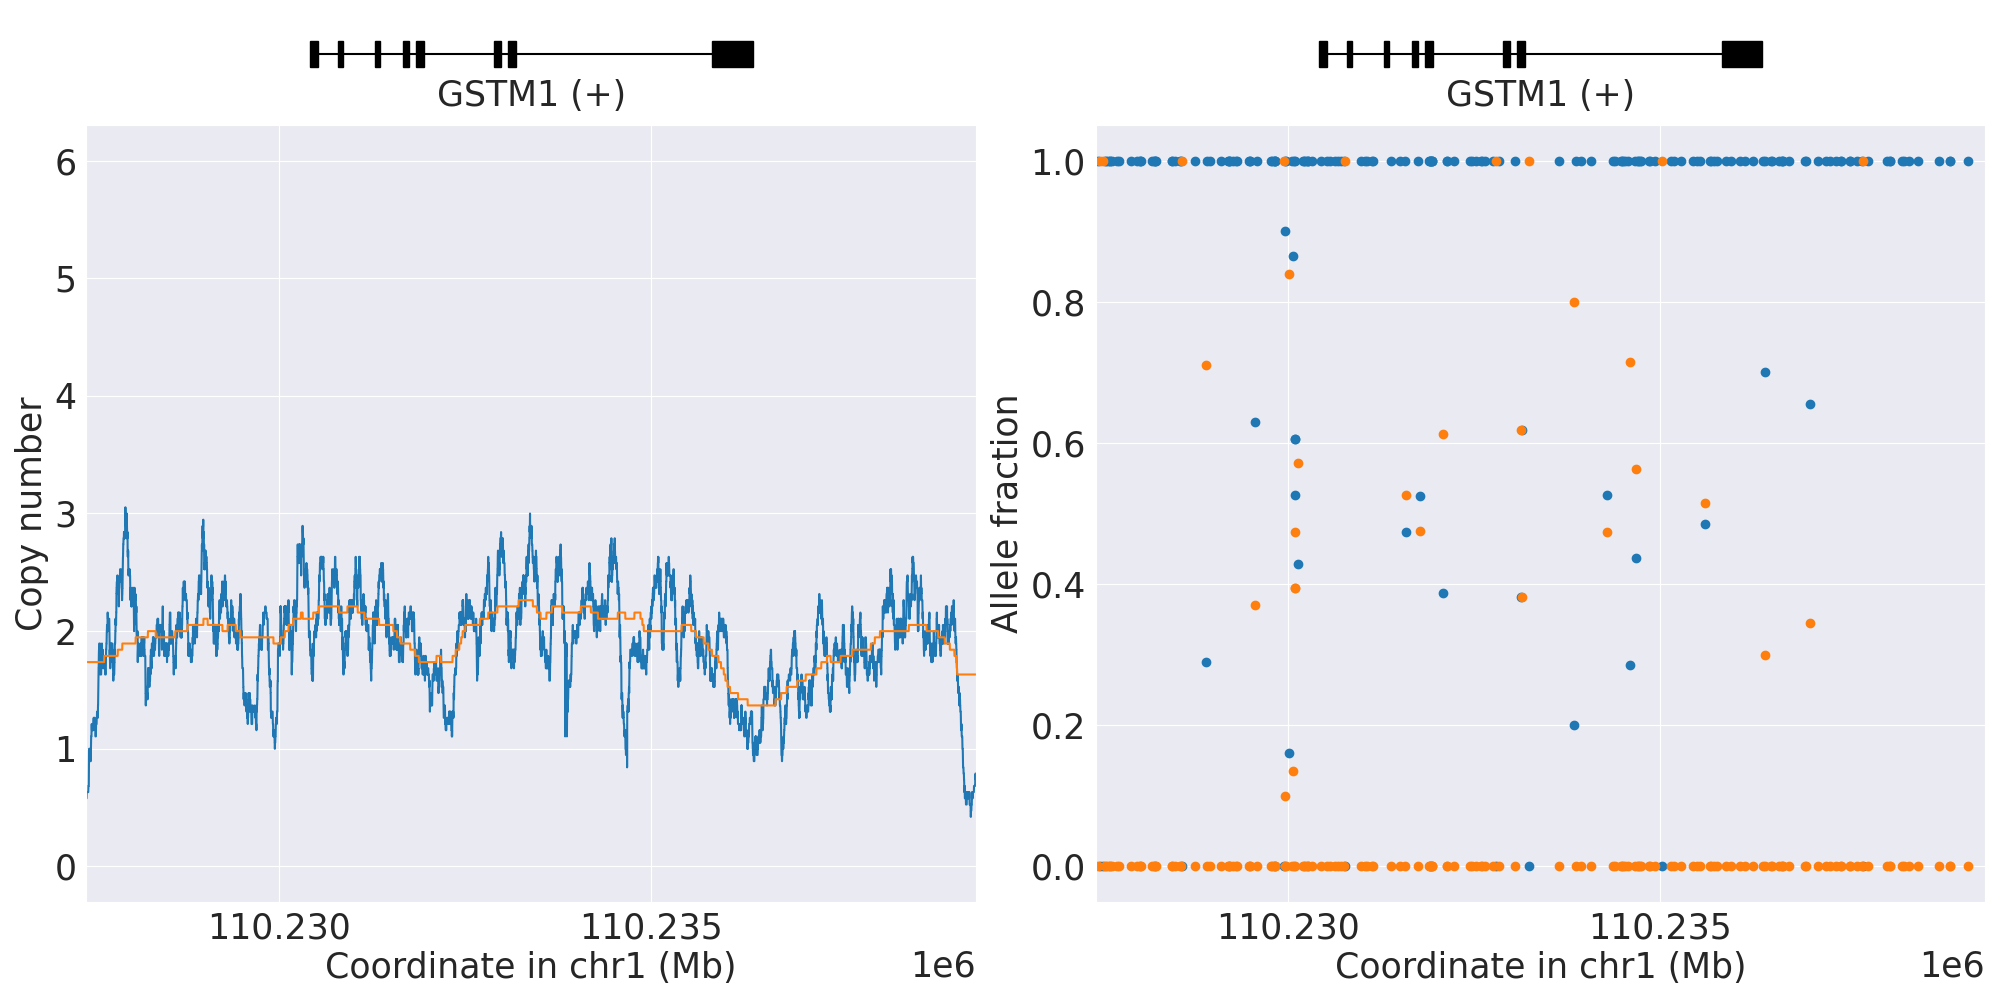 GSTM1 (+)
6
5
4
3
2
1
0
Copy number
110.230
110.235
Coordinate in chr1 (Mb)
1e6
GSTM1 (+)
1.0
0.8
0.6
0.4
0.2
0.0
Allele fraction
110.230
110.235
Coordinate in chr1 (Mb)
1e6